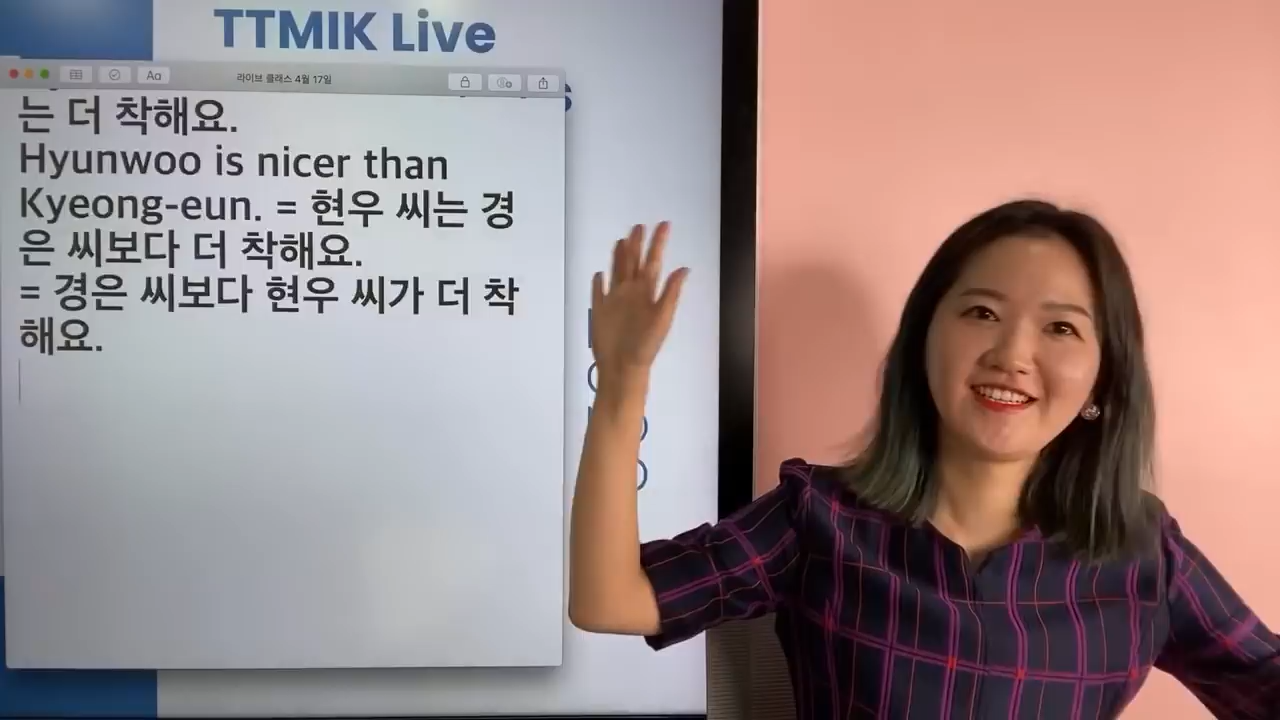 TTMIK Live
라이브 클래스 4월 17일
Aa
는 더 착해요.
Hyunwoo is nicer than
Kyeong-eun. = 현우 씨는 경
은 씨보다 더 착해요.
= 경은 씨보다 현우 씨가 더 착
해요.